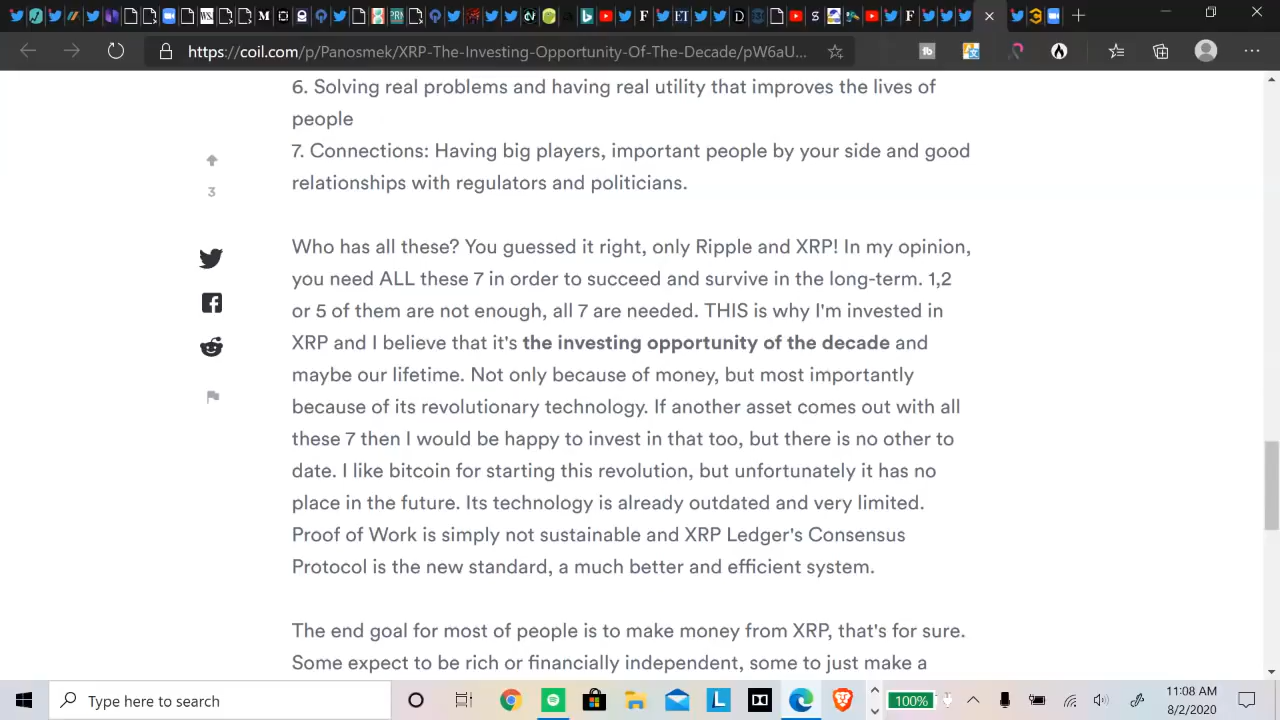 https://coil.com/p/Panosmek/XRP-The-Investing-Opportunity-Of-The-Decade/pW6aU...
6. Solving real problems and having real utility that improves the lives of
people
7. Connections: Having big players, important people by your side and good
relationships with regulators and politicians.
3
Who has all these? You guessed it right, only Ripple and XRP! In my opinion,
you need ALL these 7 in order to succeed and survive in the long-term. 1,2
or 5 of them are not enough, all 7 are needed. THIS is why I'm invested in
XRP and I believe that it's the investing opportunity of the decade and
maybe our lifetime. Not only because of money, but most importantly
because of its revolutionary technology. If another asset comes out with all
these 7 then I would be happy to invest in that too, but there is no other to
date. I like bitcoin for starting this revolution, but unfortunately it has no
place in the future. Its technology is already outdated and very limited.
Proof of Work is simply not sustainable and XRP Ledger's Consensus
Protocol is the new standard, a much better and efficient system.
The end goal for most of people is to make money from XRP, that's for sure.
Some expect to be rich or financially independent, some to just make a
Type here to search
100%
11:08 AM
8/2/2020